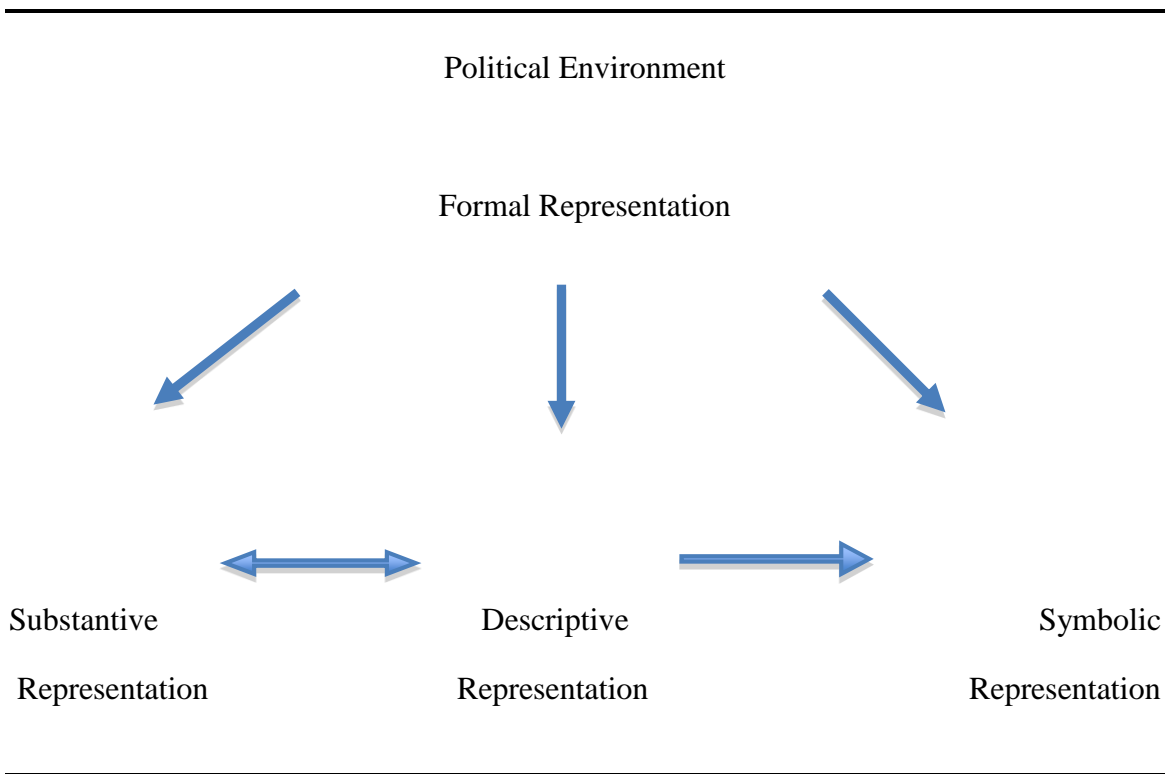 Political Environment
Formal Representation
Substantive Descriptive Symbolic
Representation Representation Representation